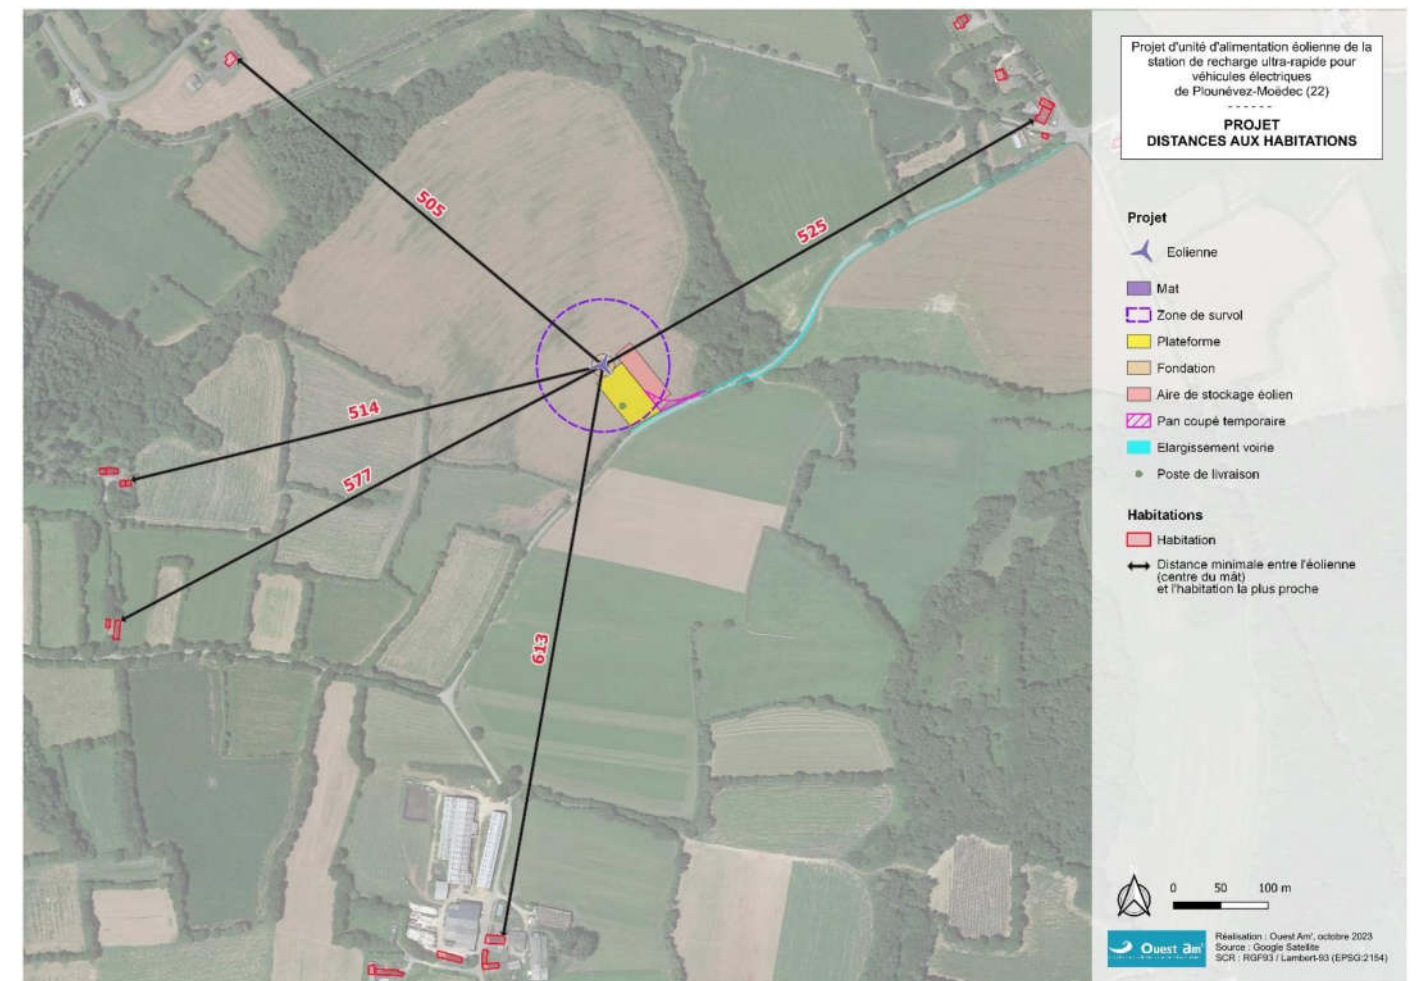 Projet d'unité d'alimentation éolienne de la
station de recharge ultra-rapide pour
véhicules électriques
de Plounévez-Moëdec (22)
- - - - - -
PROJET
DISTANCES AUX HABITATIONS
505
525
514
577
613
Projet
Eolienne
Mat
Zone de survol
Plateforme
Fondation
Aire de stockage éolien
Pan coupé temporaire
Elargissement voirie
Poste de livraison
Habitations
Habitation
Distance minimale entre l'éolienne
(centre du mât)
et l'habitation la plus proche
0 50 100 m
Ouest am'
Réalisation : Ouest Am', octobre 2023
Source : Google Satellite
SCR : RGF93 / Lambert-93 (EPSG:2154)